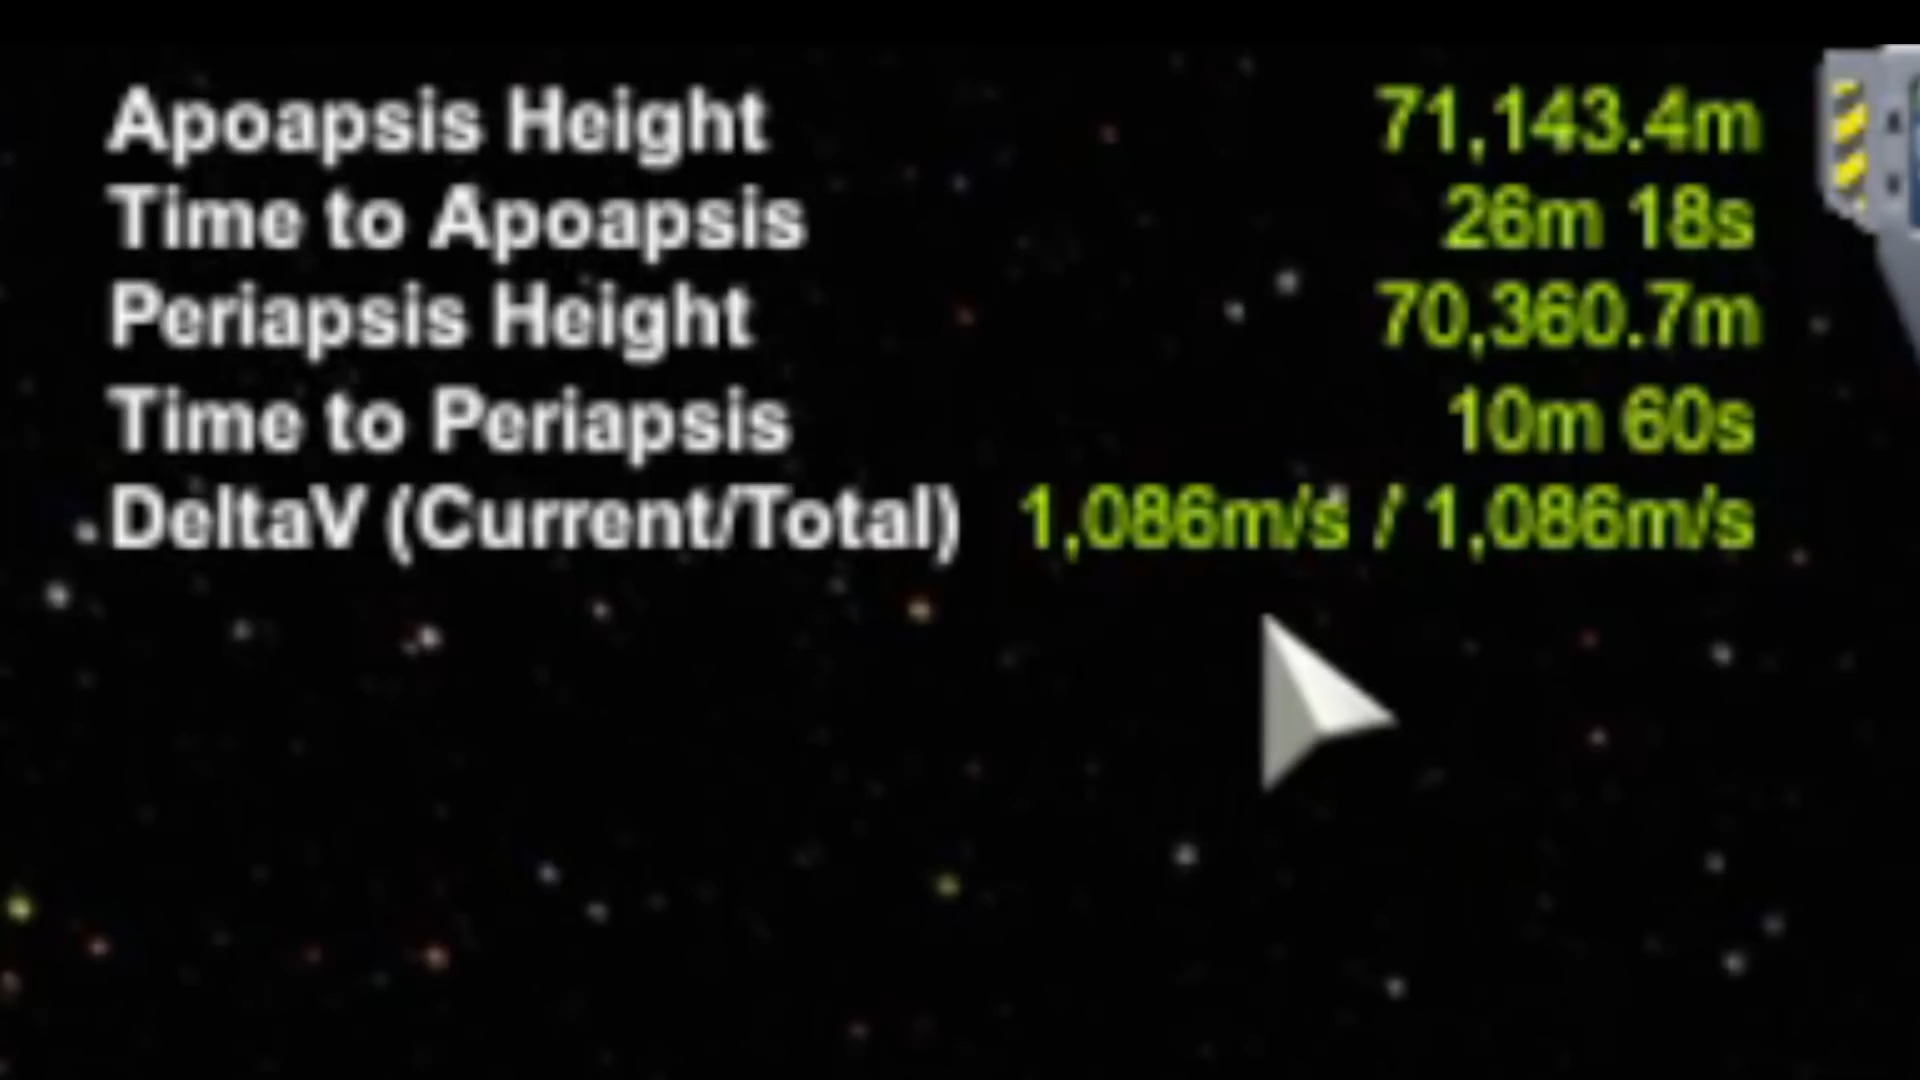 Apoapsis Height 71,143.4m
Time to Apoapsis 26m 18s
Periapsis Height 70,360.7m
Time to Periapsis 10m 60s
DeltaV (Current/Total) 1,086m/s / 1,086m/s